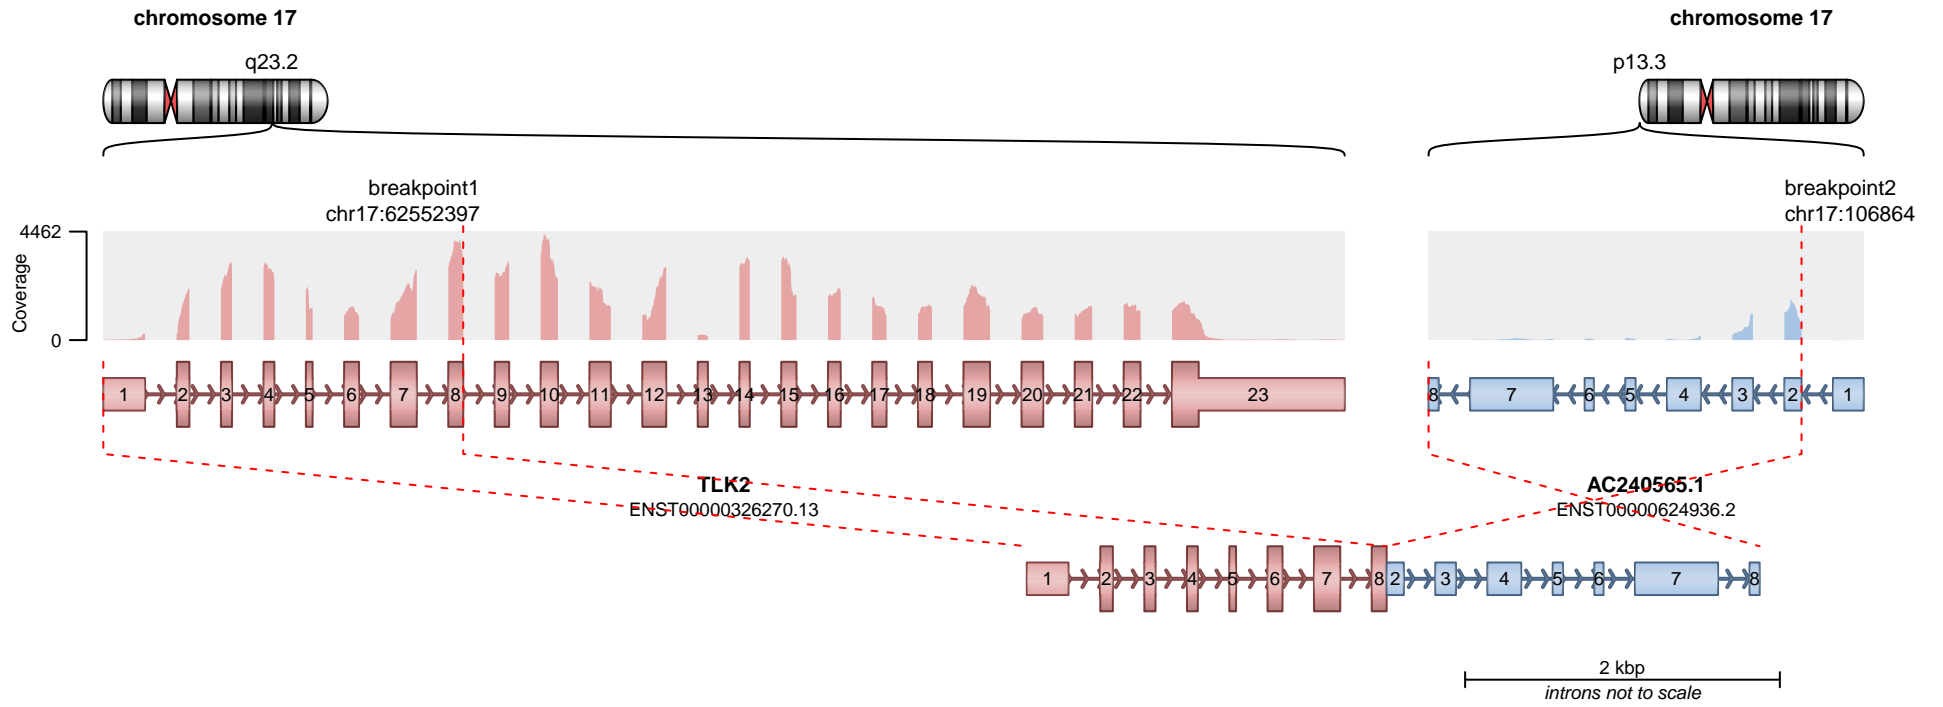 chromosome 17
chromosome 17
q23.2
p13.3
breakpoint1
chr17:62552397
breakpoint2
chr17:106864
4462
Coverage
0
1 2 3 4 5 6 7 8 9 10 11 12 13 14 15 16 17 18 19 20 21 22 23
8 7 6 5 4 3 2 1
TLK2
ENST00000326270.13
AC240565.1
ENST00000624936.2
1 2 3 4 5 6 7 8 2 3 4 5 6 7 8
2 kbp
introns not to scale